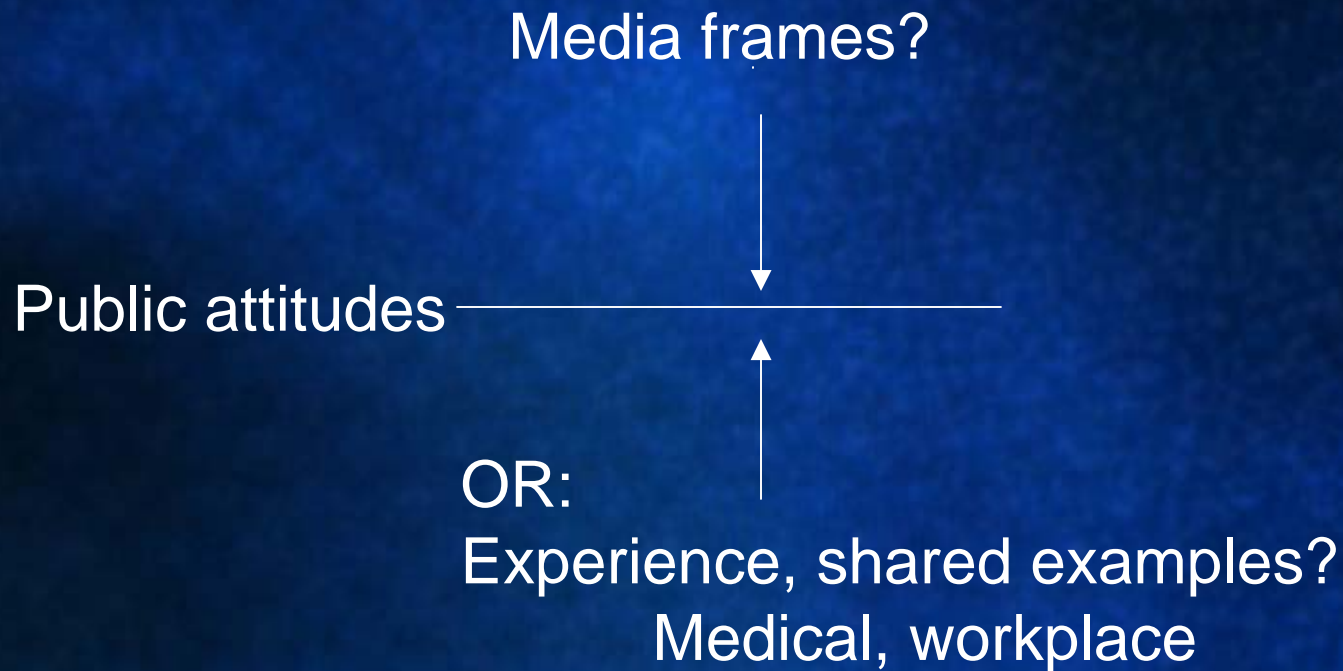 Media frames?
Public attitudes
OR:
Experience, shared examples?
Medical, workplace